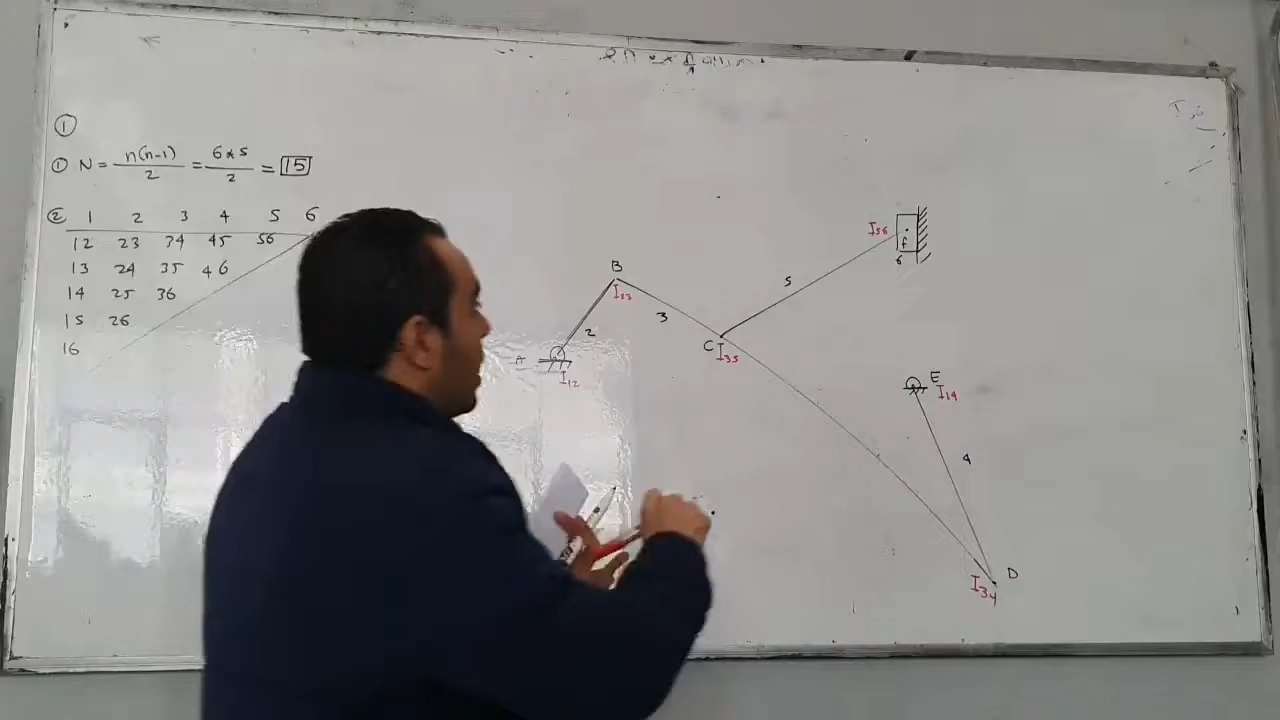 ①
① N = n(n-1)/2 = 6*5/2 = 15
② 1 2 3 4 5 6
12 23 34 45 56
13 24 35 46
14 25 36
15 26
16
I56
f
6
5
B
I23
3
2
C
I35
A
I12
E
I14
4
D
I34